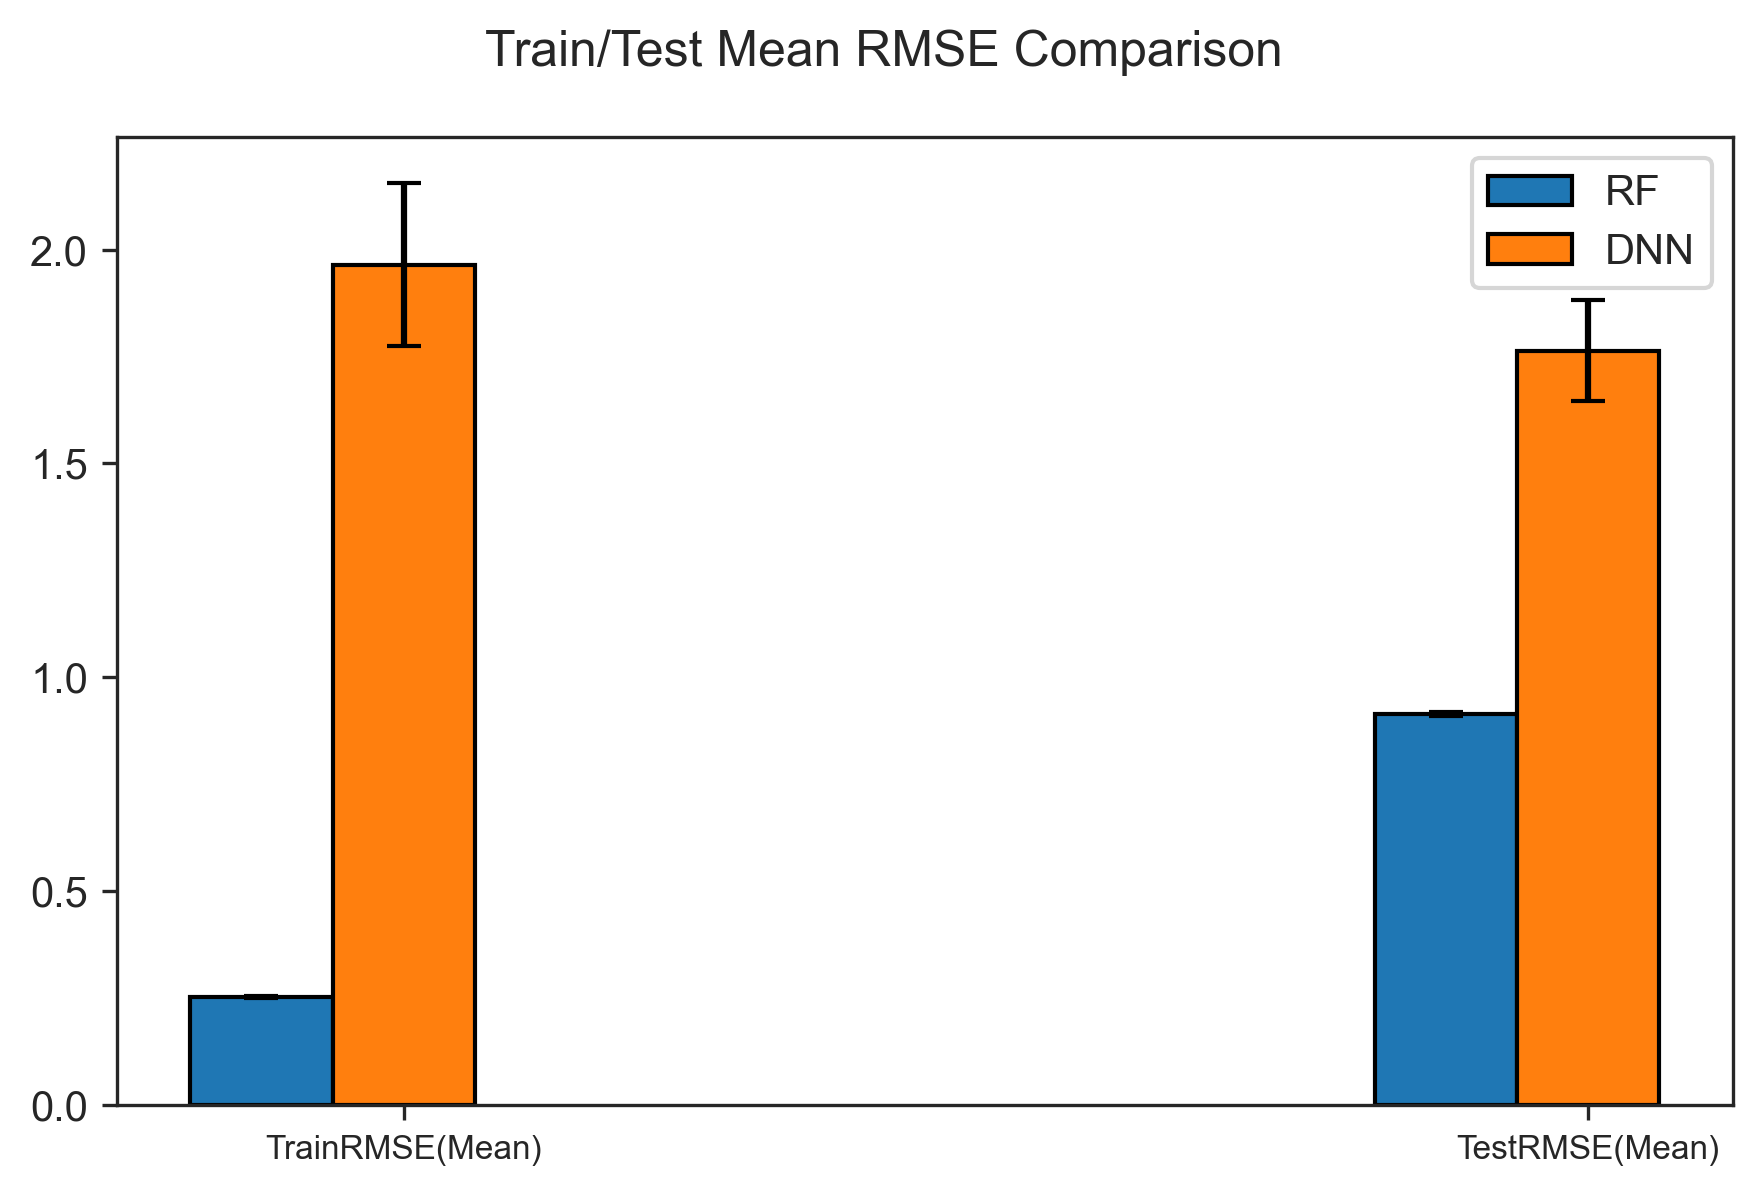 Train/Test Mean RMSE Comparison
RF
DNN
2.0
1.5
1.0
0.5
0.0
TrainRMSE(Mean)
TestRMSE(Mean)